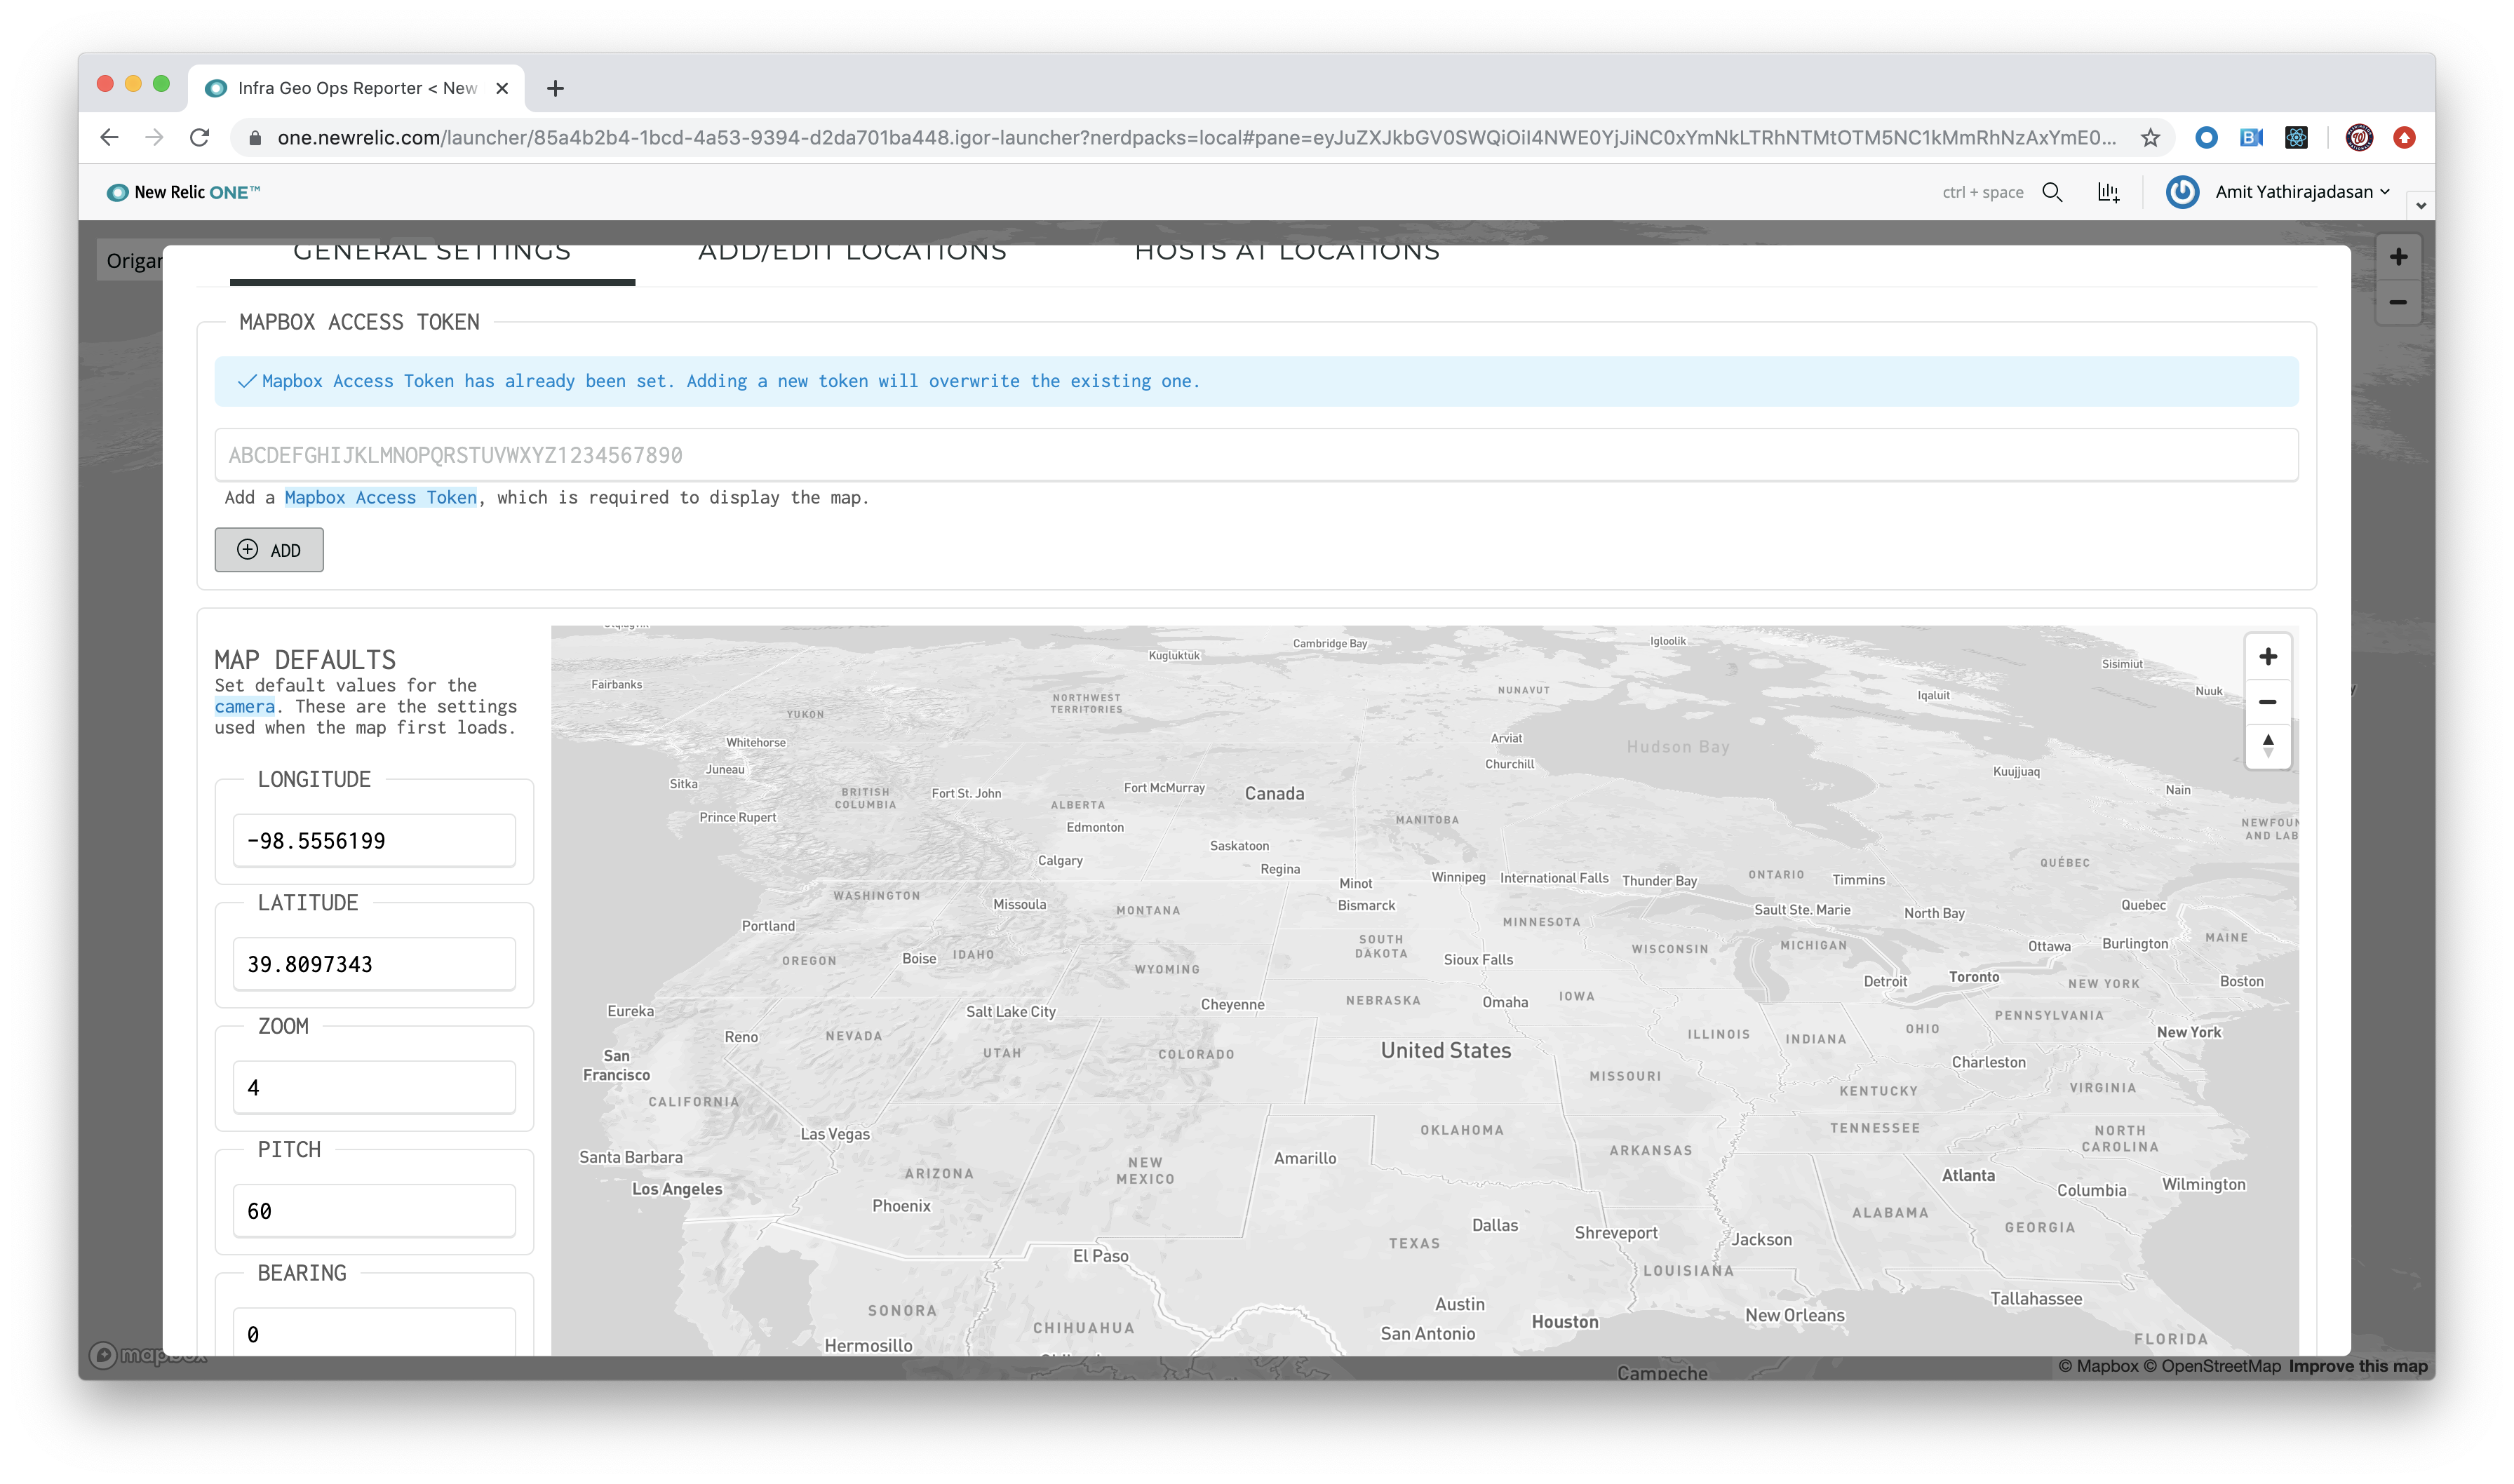 Infra Geo Ops Reporter < New
one.newrelic.com/launcher/85a4b2b4-1bcd-4a53-9394-d2da701ba448.igor-launcher?nerdpacks=local#pane=eyJuZXJkbGV0SWQiOiI4NWE0YjJiNC0xYmNkLTRhNTMtOTM5NC1kMmRhNzAxYmE0...
New Relic ONE™
ctrl + space
Amit Yathirajadasan
Origan
GENERAL SETTINGS
ADD/EDIT LOCATIONS
HOSTS AT LOCATIONS
MAPBOX ACCESS TOKEN
Mapbox Access Token has already been set. Adding a new token will overwrite the existing one.
ABCDEFGHIJKLMNOPQRSTUVWXYZ1234567890
Add a Mapbox Access Token, which is required to display the map.
ADD
MAP DEFAULTS
Set default values for the
camera. These are the settings
used when the map first loads.
LONGITUDE
-98.5556199
LATITUDE
39.8097343
ZOOM
4
PITCH
60
BEARING
0
Cambridge Bay
Igloolik
Kugluktuk
Sisimiut
Fairbanks
NUNAVUT
Nuuk
Iqaluit
NORTHWEST
TERRITORIES
YUKON
Whitehorse
Arviat
Hudson Bay
Churchill
Juneau
Kuujjuaq
Sitka
Fort McMurray
Nain
BRITISH
COLUMBIA
Fort St. John
Canada
ALBERTA
Prince Rupert
MANITOBA
NEWFOUN
AND LAB
Edmonton
Saskatoon
Calgary
Regina
QUÉBEC
Minot
Winnipeg
International Falls
Thunder Bay
ONTARIO
Timmins
WASHINGTON
Missoula
MONTANA
Bismarck
Sault Ste. Marie
North Bay
Quebec
Portland
MINNESOTA
MAINE
SOUTH
DAKOTA
WISCONSIN
MICHIGAN
Ottawa
Burlington
OREGON
Boise
IDAHO
WYOMING
Sioux Falls
Detroit
Toronto
NEW YORK
Boston
Eureka
Salt Lake City
Cheyenne
NEBRASKA
Omaha
IOWA
PENNSYLVANIA
Reno
NEVADA
ILLINOIS
INDIANA
OHIO
New York
San
Francisco
UTAH
COLORADO
United States
Charleston
MISSOURI
KENTUCKY
VIRGINIA
CALIFORNIA
Las Vegas
OKLAHOMA
TENNESSEE
NORTH
CAROLINA
Santa Barbara
ARIZONA
NEW
MEXICO
Amarillo
ARKANSAS
Atlanta
Los Angeles
Columbia
Wilmington
Phoenix
ALABAMA
Dallas
Shreveport
GEORGIA
TEXAS
Jackson
El Paso
LOUISIANA
Tallahassee
SONORA
Austin
New Orleans
CHIHUAHUA
Houston
San Antonio
Hermosillo
FLORIDA
mapbox
© Mapbox © OpenStreetMap Improve this map
Campeche